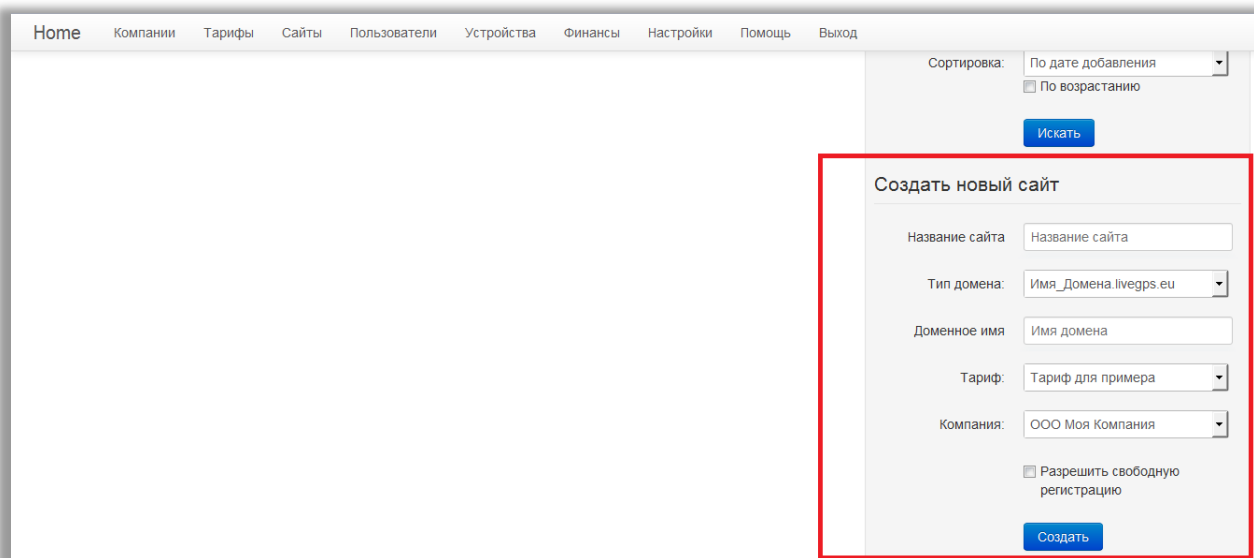 Home Компании Тарифы Сайты Пользователи Устройства Финансы Настройки Помощь Выход
Сортировка: По дате добавления
По возрастанию
Искать
Создать новый сайт
Название сайта Название сайта
Тип домена: Имя_Домена.livegps.eu
Доменное имя Имя домена
Тариф: Тариф для примера
Компания: ООО Моя Компания
Разрешить свободную
регистрацию
Создать